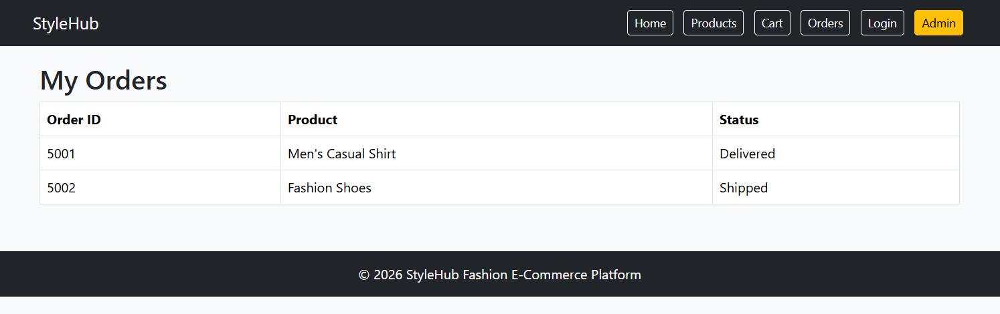 StyleHub Home Products Cart Orders Login Admin
My Orders
Order ID Product Status
5001 Men's Casual Shirt Delivered
5002 Fashion Shoes Shipped
© 2026 StyleHub Fashion E-Commerce Platform